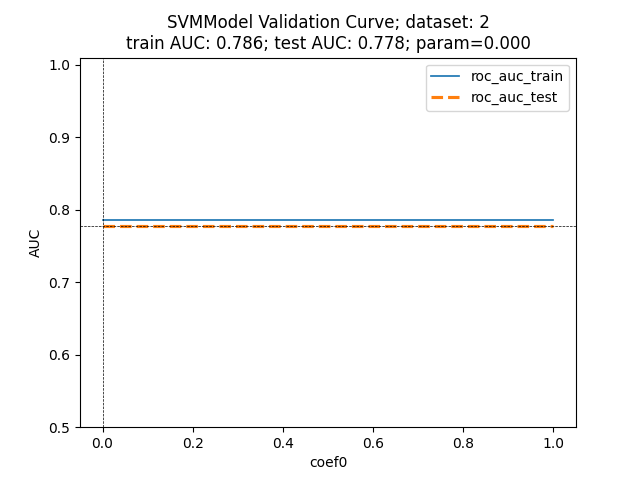 SVMModel Validation Curve; dataset: 2
train AUC: 0.786; test AUC: 0.778; param=0.000
roc_auc_train
roc_auc_test
1.0
0.9
0.8
0.7
0.6
0.5
AUC
0.0 0.2 0.4 0.6 0.8 1.0
coef0